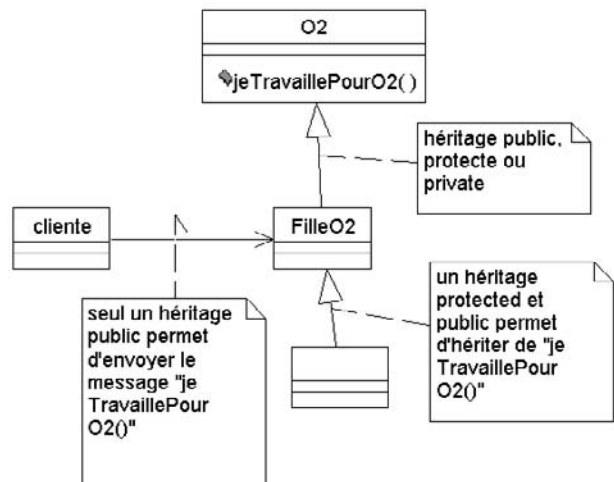 O2
jeTravaillePourO2( )
héritage public,
protecte ou
private
cliente
FilleO2
seul un héritage
public permet
d'envoyer le
message "je
TravaillePour
O2()"
un héritage
protected et
public permet
d'hériter de "je
TravaillePour
O2()"